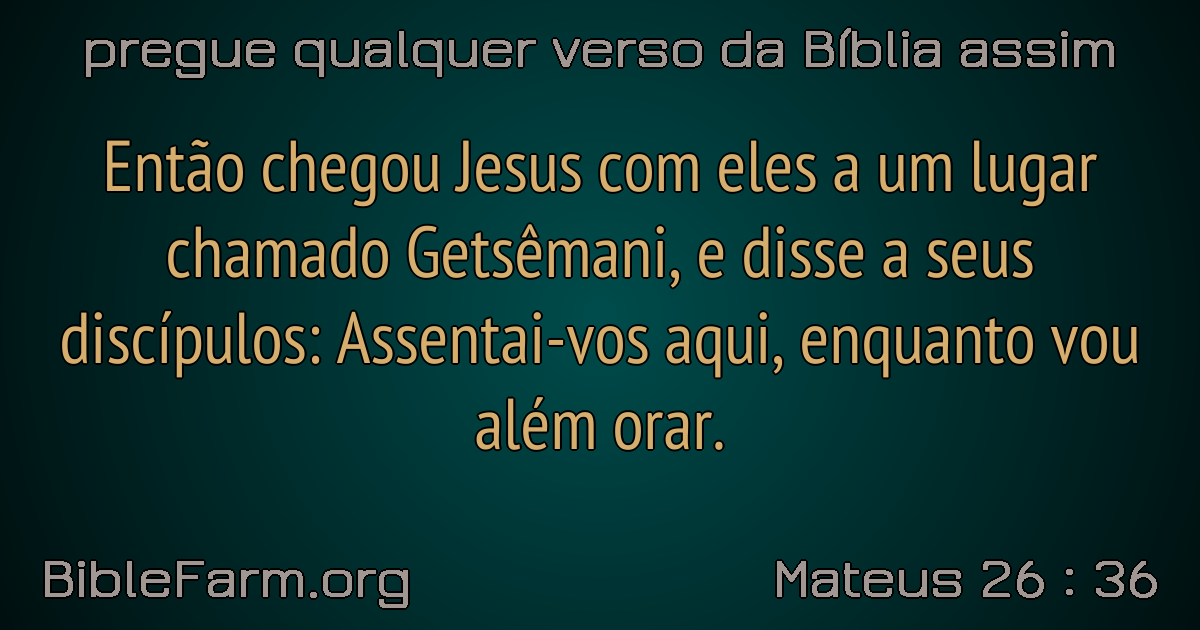 pregue qualquer verso da Bíblia assim
Então chegou Jesus com eles a um lugar
chamado Getsêmani, e disse a seus
discípulos: Assentai-vos aqui, enquanto vou
além orar.
BibleFarm.org
Mateus 26 : 36